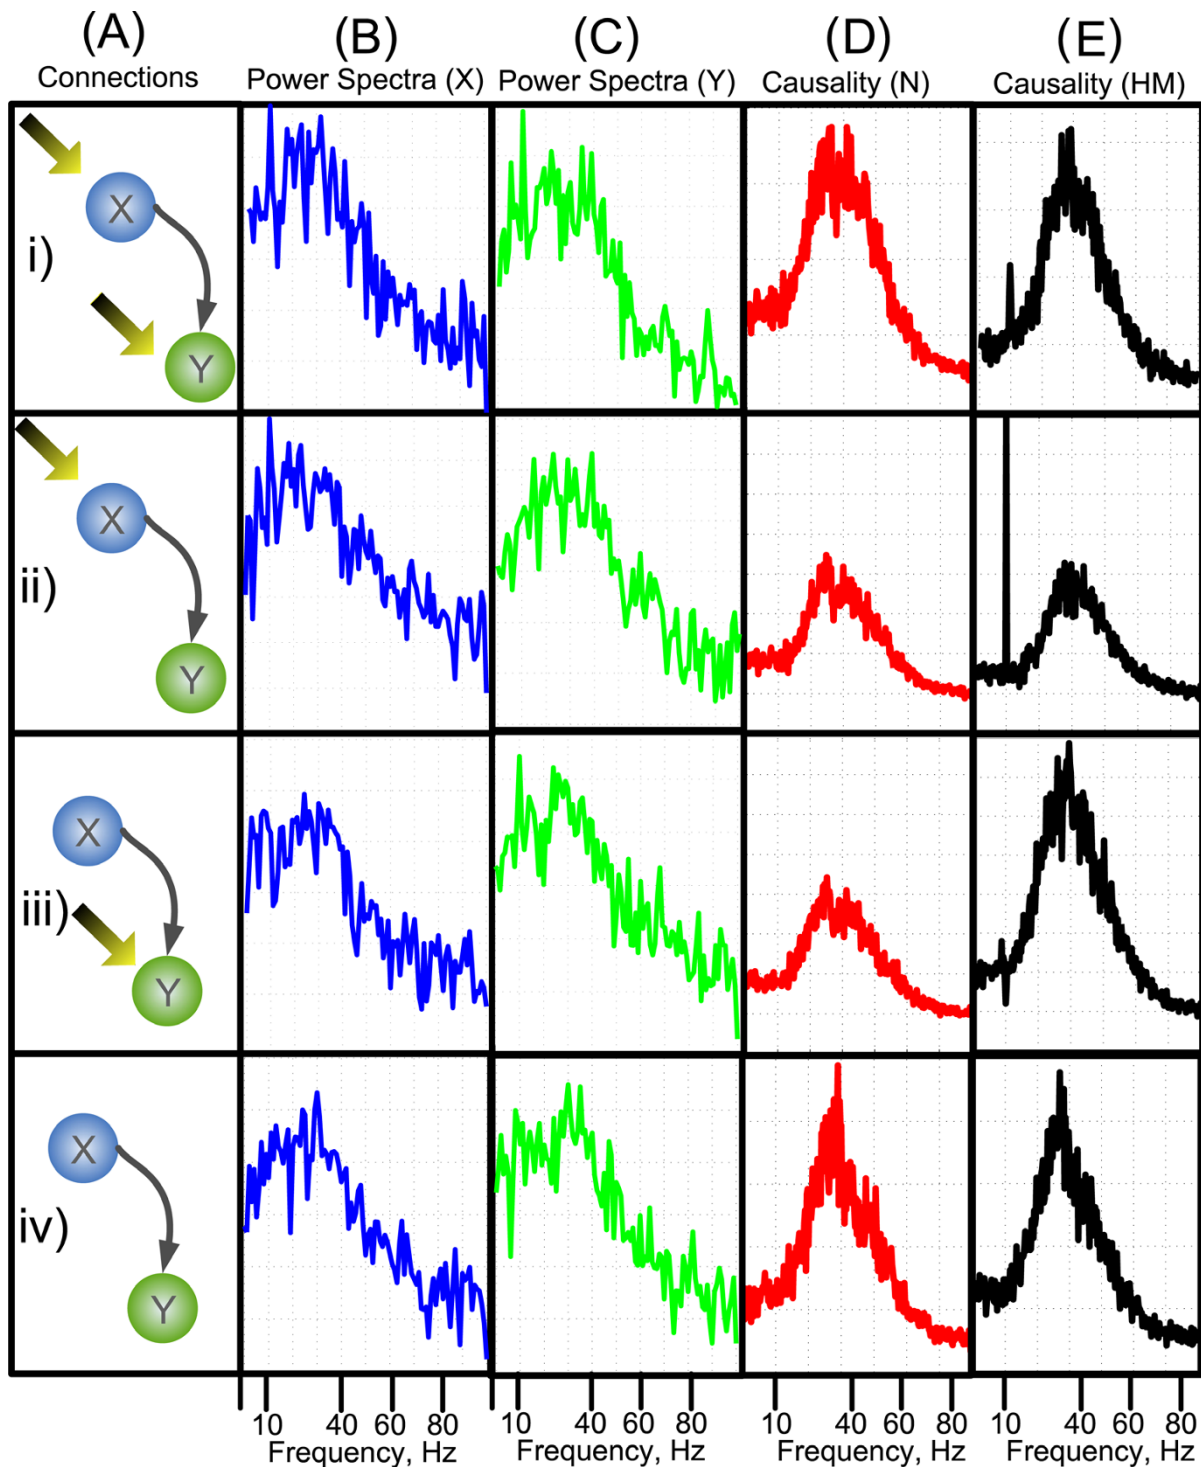 (A) (B) (C) (D) (E)
Connections Power Spectra (X) Power Spectra (Y) Causality (N) Causality (HM)
X
i)
Y
X
ii)
Y
X
iii)
Y
X
iv)
Y
10 40 60 80 10 40 60 80 10 40 60 80 10 40 60 80
Frequency, Hz Frequency, Hz Frequency, Hz Frequency, Hz